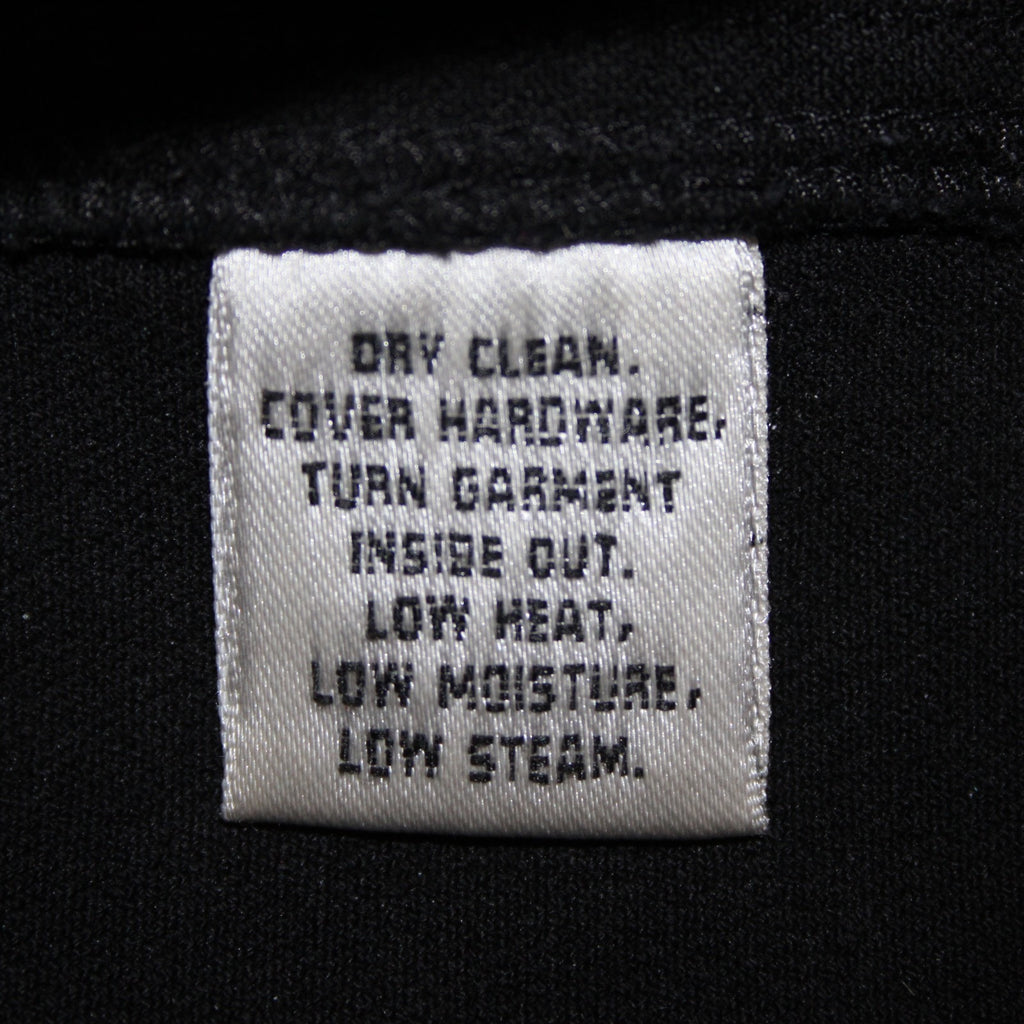 DRY CLEAN.
COVER HARDWARE,
TURN GARMENT
INSIDE OUT.
LOW HEAT,
LOW MOISTURE,
LOW STEAM.